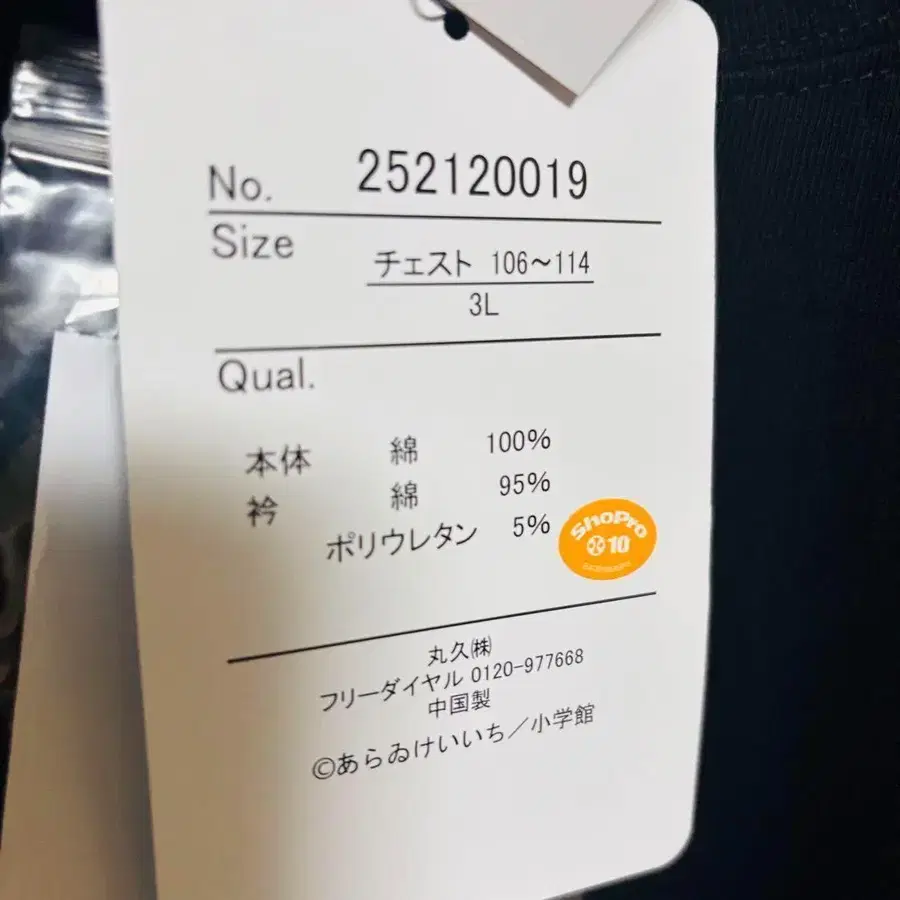 No. 252120019
Size
チェスト 106～114
3L
Qual.
本体 綿 100%
衿 綿 95%
ポリウレタン 5%
ShoPro
10
丸久㈱
フリーダイヤル 0120-977668
中国製
©あらゐけいいち／小学館